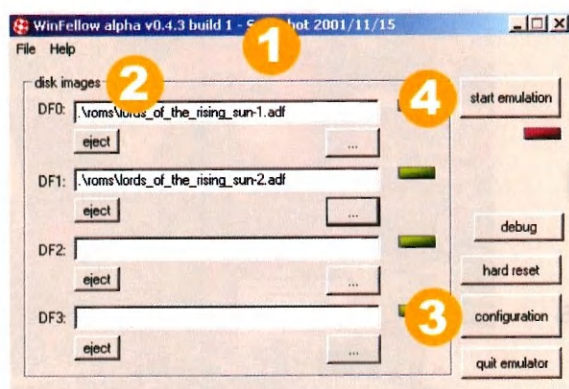 WinFellow alpha v0.4.3 build 1 - hot 2001/11/15
1
File Help
disk images
2
4
start emulation
DF0: .\roms\lords_of_the_rising_sun-1.adf
eject ...
DF1: .\roms\lords_of_the_rising_sun-2.adf
eject ...
debug
DF2:
eject ...
hard reset
DF3:
3
configuration
eject ...
quit emulator